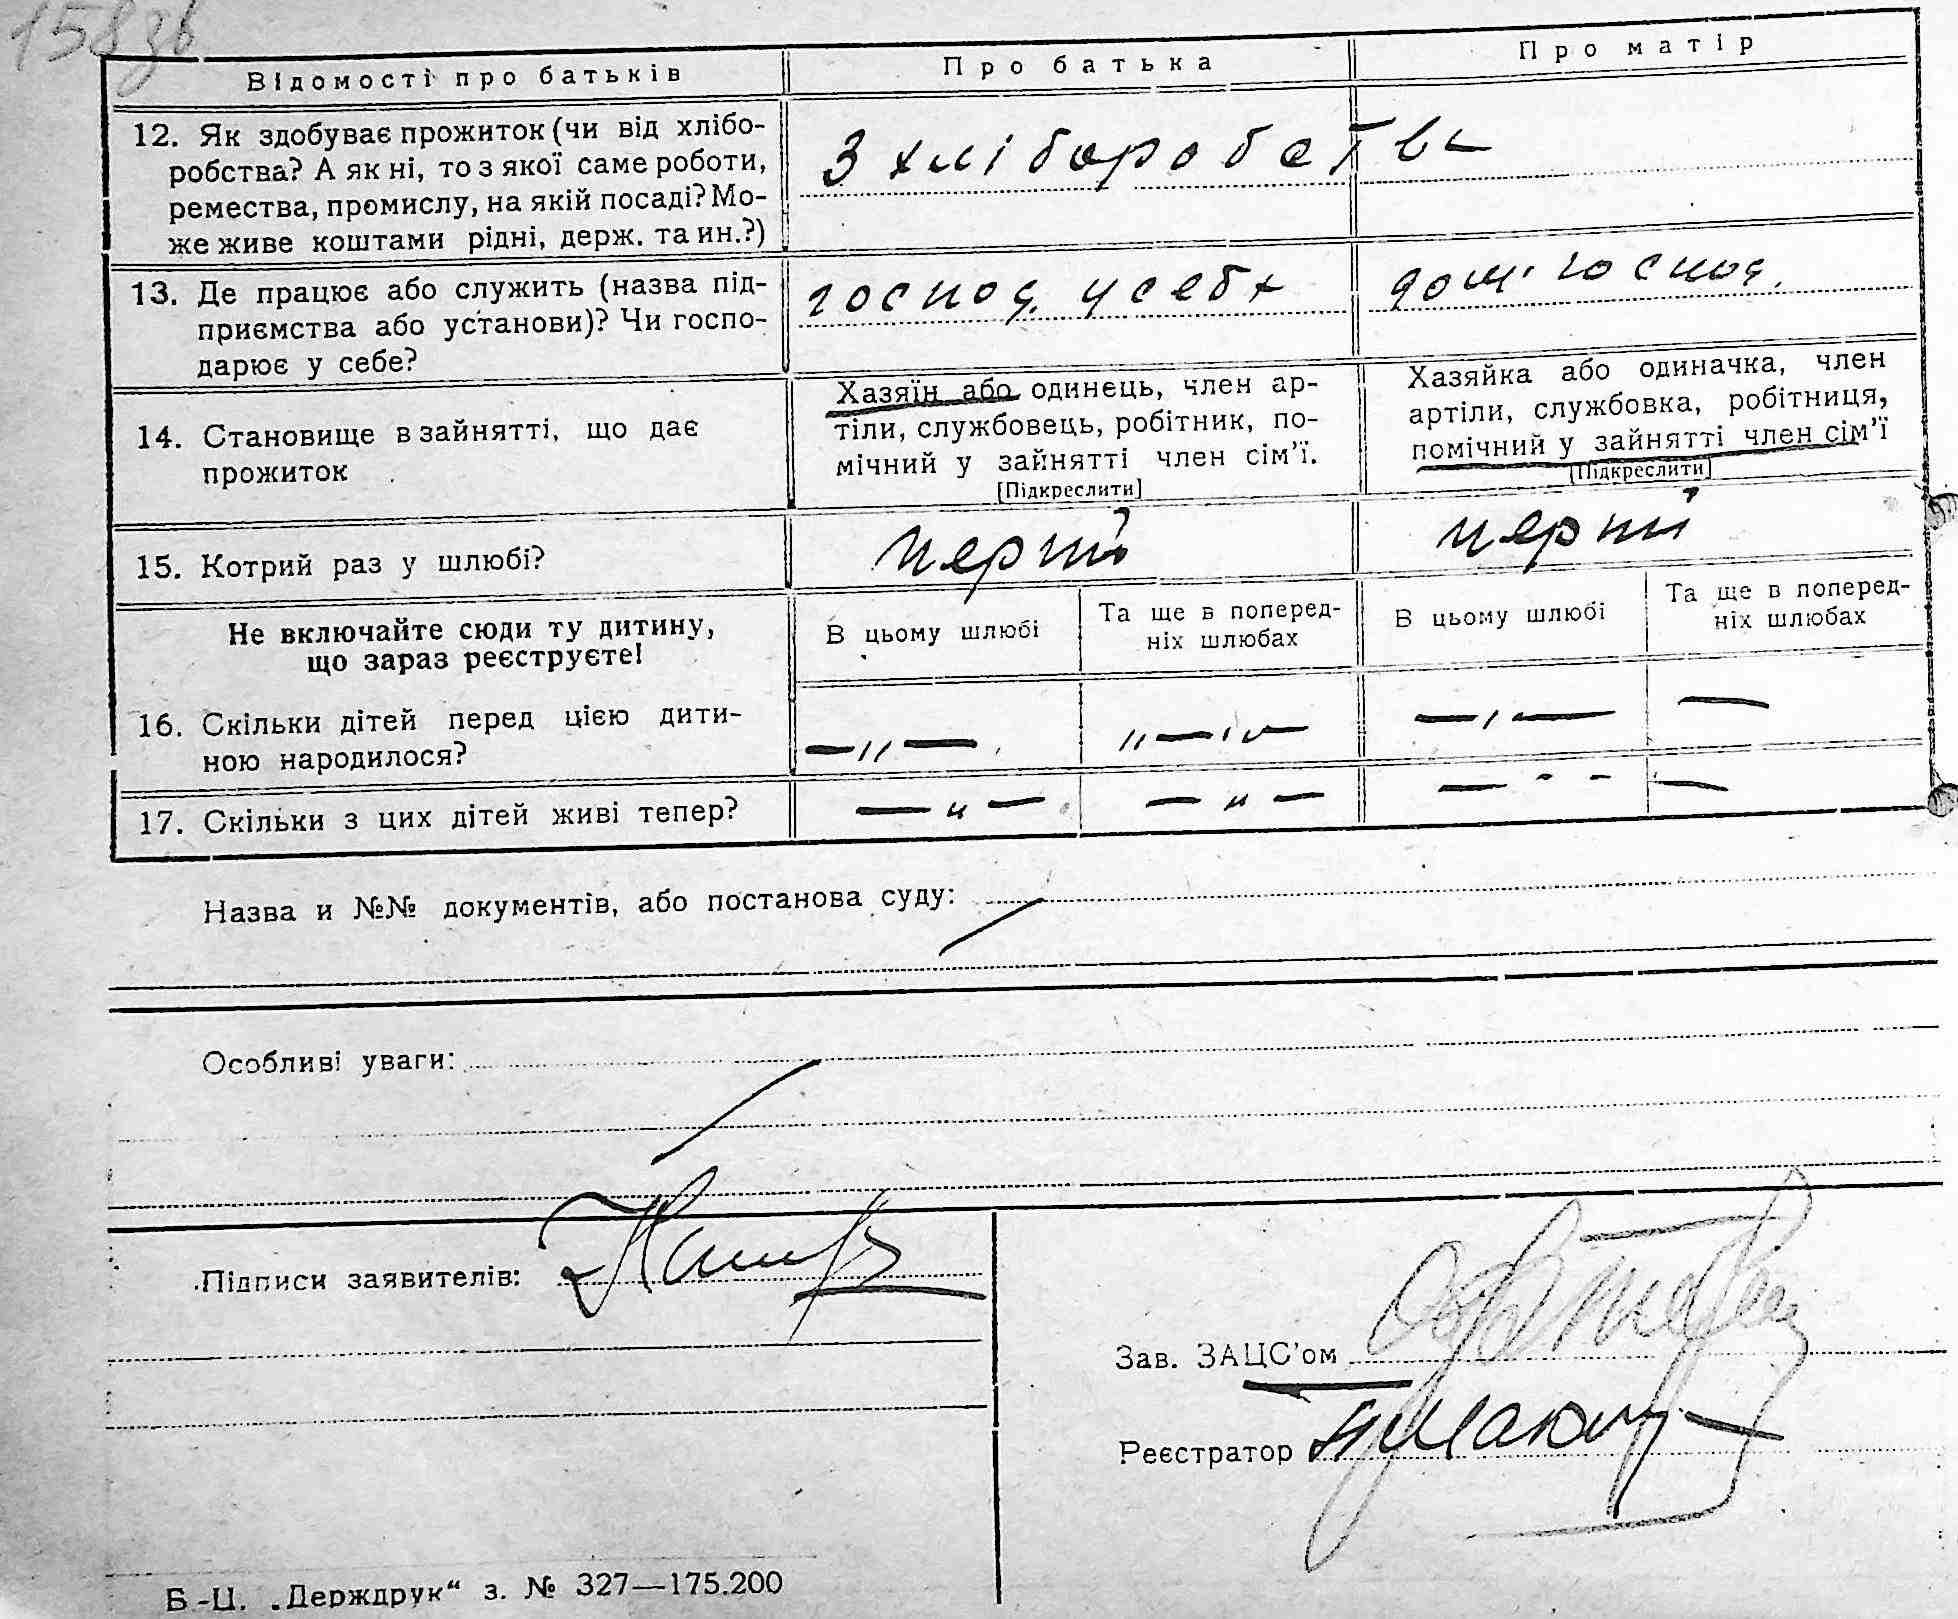 158зв
Відомості про батьків
Про батька
Про матір
12. Як здобуває прожиток (чи від хлібо-
робства? А як ні, то з якої саме роботи,
ремества, промислу, на якій посаді? Мо-
же живе коштами рідні, держ. та ин.?)
З хліборобства
13. Де працює або служить (назва під-
приємства або установи)? Чи госпо-
дарює у себе?
господ. у себе
дом. господ.
14. Становище в зайнятті, що дає
прожиток
Хазяїн або одинець, член ар-
тіли, службовець, робітник, по-
мічний у зайнятті член сім'ї.
[Підкреслити]
Хазяйка або одиначка, член
артіли, службовка, робітниця,
помічний у зайнятті член сім'ї
[Підкреслити]
15. Котрий раз у шлюбі?
перший
Не включайте сюди ту дитину,
що зараз реєструєте!
В цьому шлюбі
Та ще в поперед-
ніх шлюбах
В цьому шлюбі
Та ще в поперед-
ніх шлюбах
16. Скільки дітей перед цією дити-
ною народилося?
— „ —
„ — „ —
— ' —
—
17. Скільки з цих дітей живі тепер?
— „ —
— „ —
— " -
—
Назва и №№ документів, або постанова суду:
Особливі уваги:
Підписи заявителів:
Зав. ЗАЦС'ом
Реєстратор
Б-Ц. „Держдрук“ з. № 327—175.200